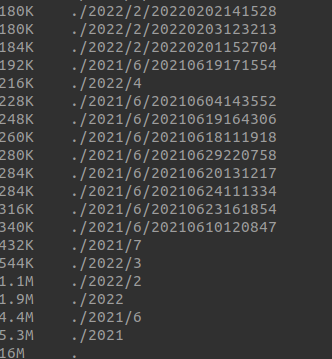 180K ./2022/2/20220202141528
180K ./2022/2/20220203123213
184K ./2022/2/20220201152704
192K ./2021/6/20210619171554
216K ./2022/4
228K ./2021/6/20210604143552
248K ./2021/6/20210619164306
260K ./2021/6/20210618111918
280K ./2021/6/20210629220758
284K ./2021/6/20210620131217
284K ./2021/6/20210624111334
316K ./2021/6/20210623161854
340K ./2021/6/20210610120847
432K ./2021/7
544K ./2022/3
1.1M ./2022/2
1.9M ./2022
4.4M ./2021/6
5.3M ./2021
16M .